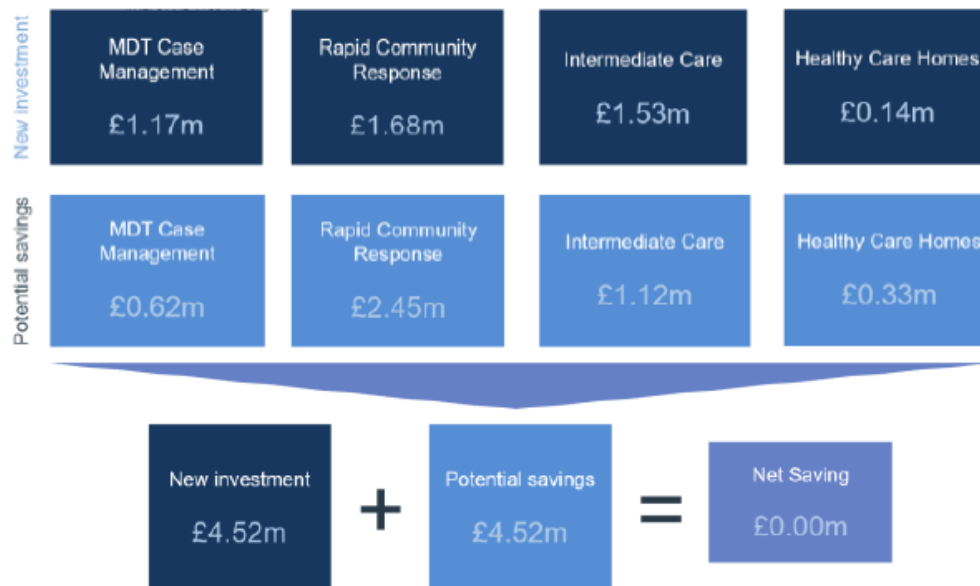 New investment
MDT Case
Management
£1.17m
Rapid Community
Response
£1.68m
Intermediate Care
£1.53m
Healthy Care Homes
£0.14m
Potential savings
MDT Case
Management
£0.62m
Rapid Community
Response
£2.45m
Intermediate Care
£1.12m
Healthy Care Homes
£0.33m
New investment
£4.52m
+
Potential savings
£4.52m
=
Net Saving
£0.00m